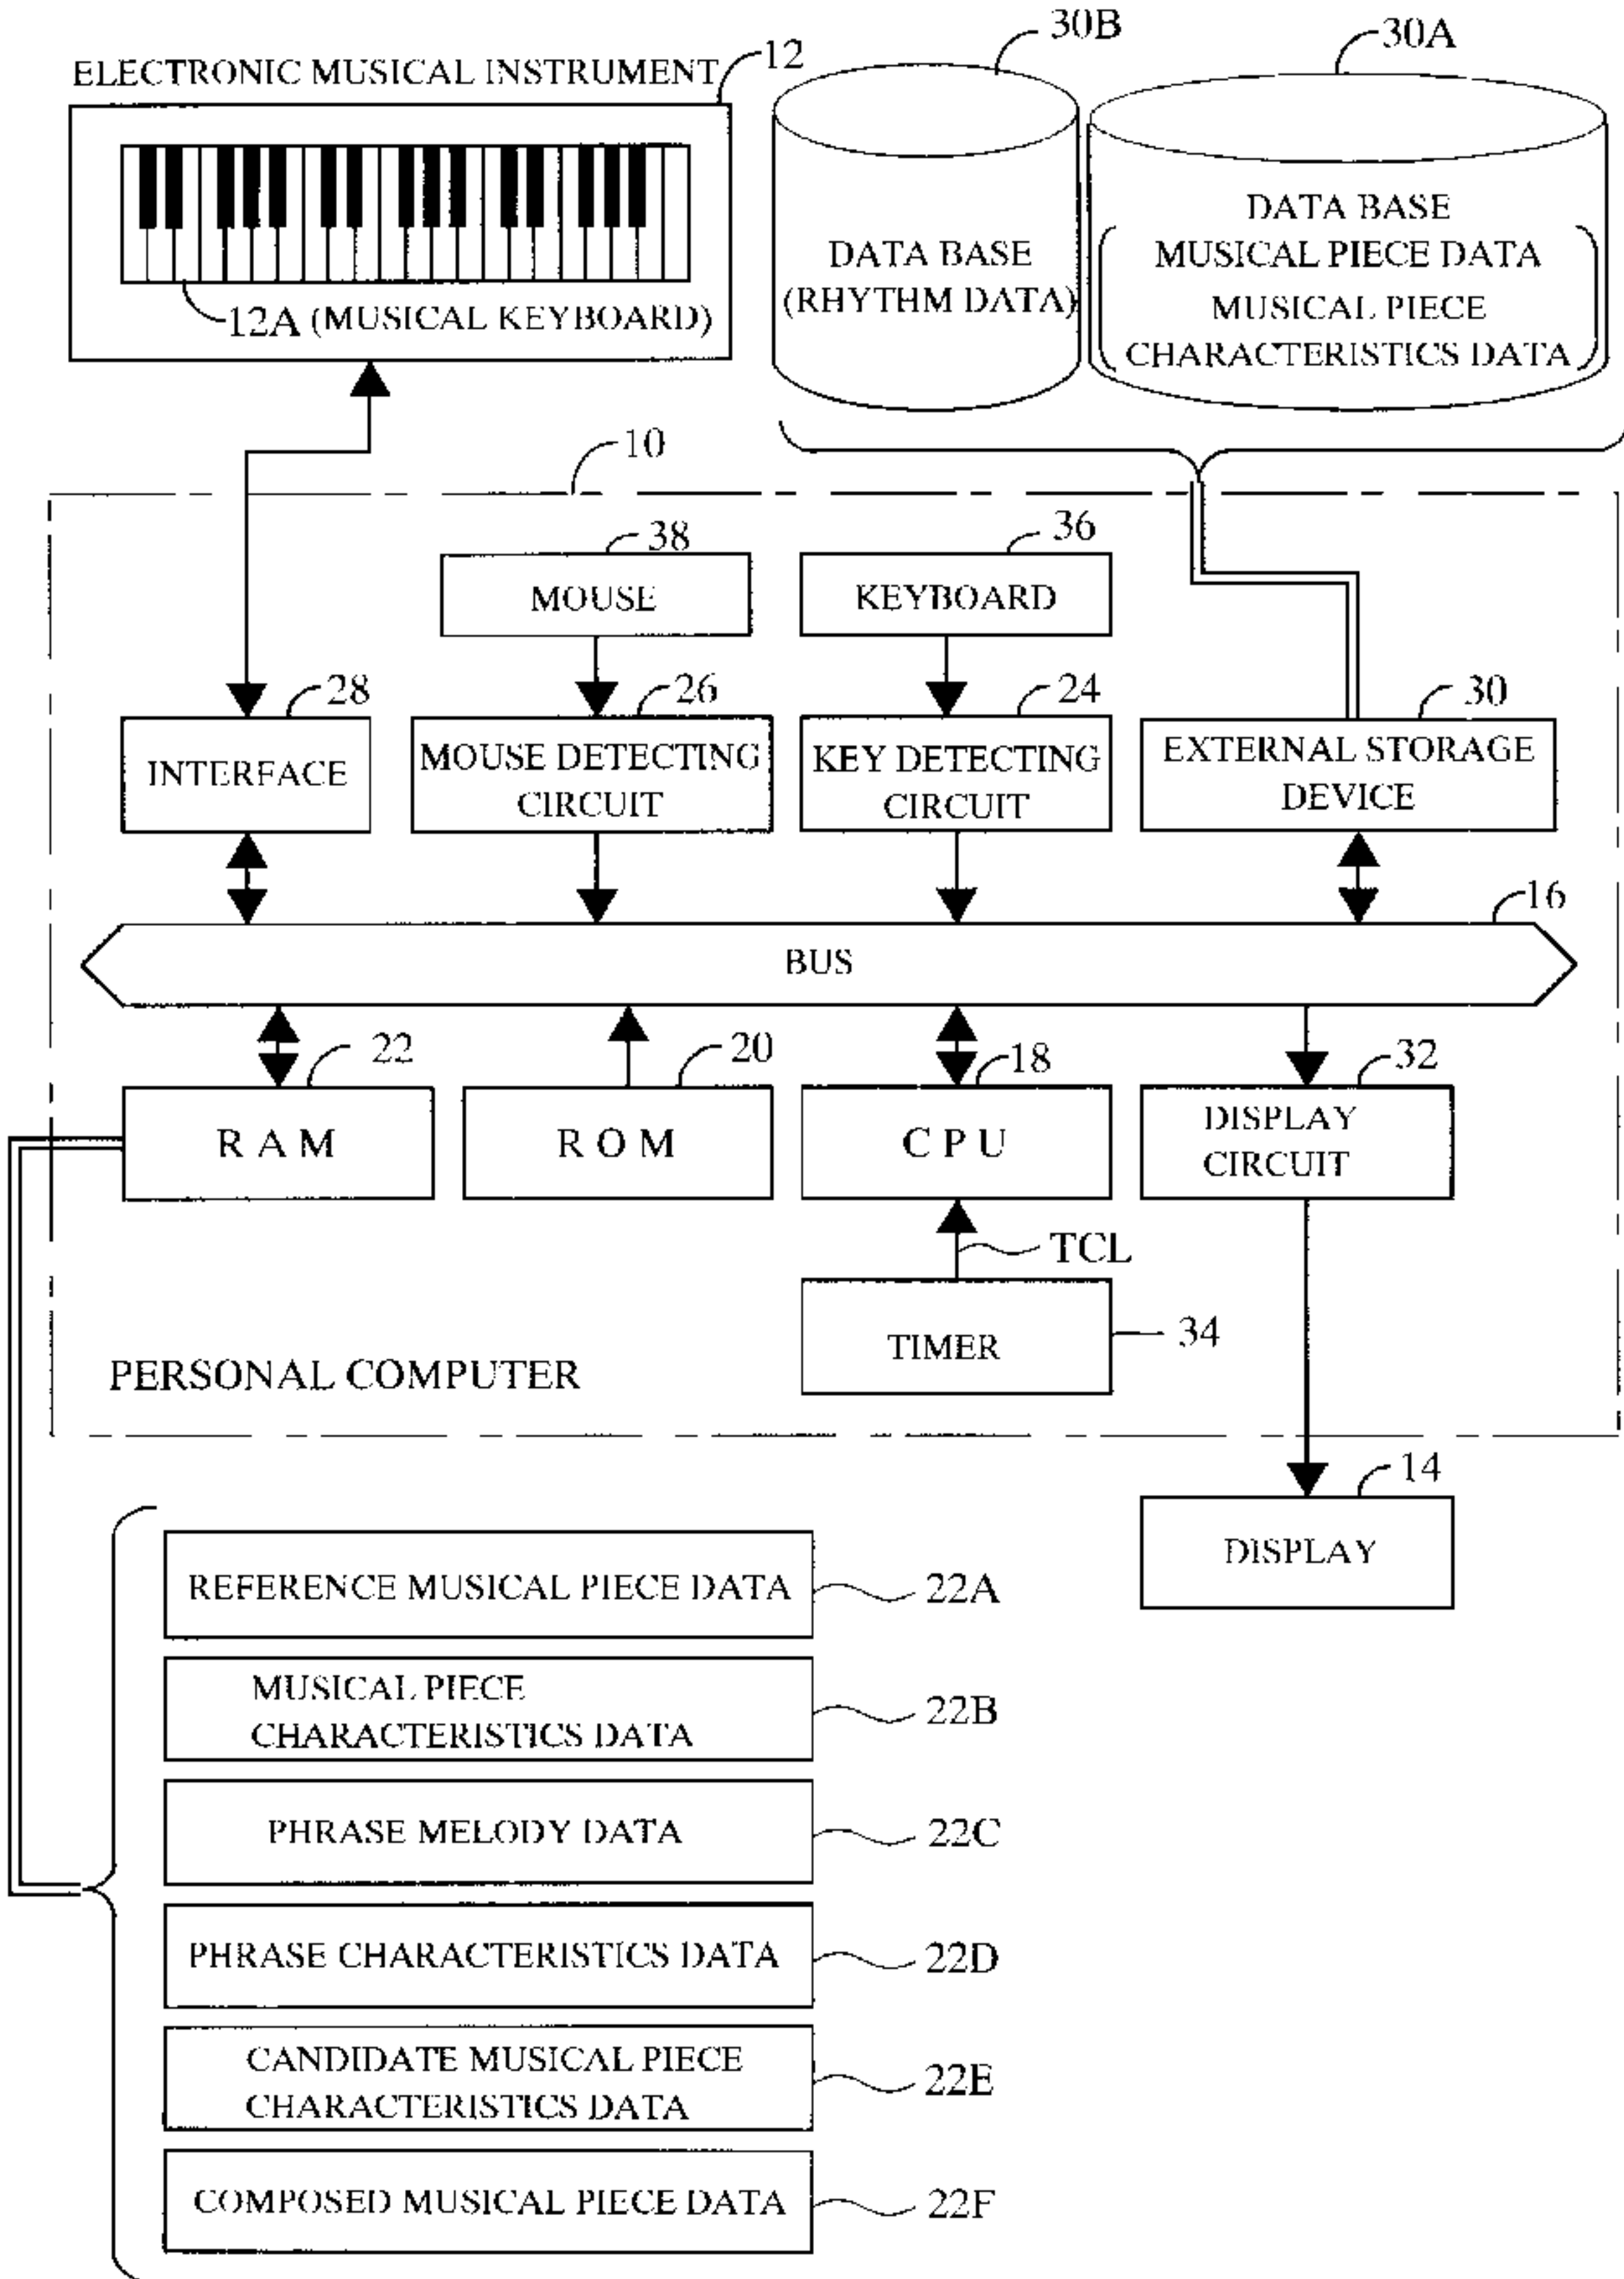 30B
30A
12
ELECTRONIC MUSICAL INSTRUMENT
12A (MUSICAL KEYBOARD)
DATA BASE
(RHYTHM DATA)
DATA BASE
MUSICAL PIECE DATA
MUSICAL PIECE
CHARACTERISTICS DATA
10
38
MOUSE
36
KEYBOARD
28
INTERFACE
26
MOUSE DETECTING
CIRCUIT
24
KEY DETECTING
CIRCUIT
30
EXTERNAL STORAGE
DEVICE
16
BUS
22
RAM
20
ROM
18
CPU
32
DISPLAY
CIRCUIT
TCL
TIMER
34
PERSONAL COMPUTER
14
DISPLAY
REFERENCE MUSICAL PIECE DATA
22A
MUSICAL PIECE
CHARACTERISTICS DATA
22B
PHRASE MELODY DATA
22C
PHRASE CHARACTERISTICS DATA
22D
CANDIDATE MUSICAL PIECE
CHARACTERISTICS DATA
22E
COMPOSED MUSICAL PIECE DATA
22F